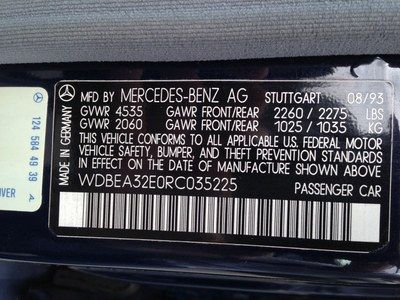 MFD BY MERCEDES-BENZ AG STUTTGART 08/93
GVWR 4535 GAWR FRONT/REAR 2260 / 2275 LBS
GVWR 2060 GAWR FRONT/REAR 1025 / 1035 KG
THIS VEHICLE CONFORMS TO ALL APPLICABLE U.S. FEDERAL MOTOR
VEHICLE SAFETY, BUMPER, AND THEFT PREVENTION STANDARDS IN
EFFECT ON THE DATE OF MANUFACTURE SHOWN ABOVE.
WDBEA32E0RC035225 PASSENGER CAR
MADE IN GERMANY
124 584 49 39